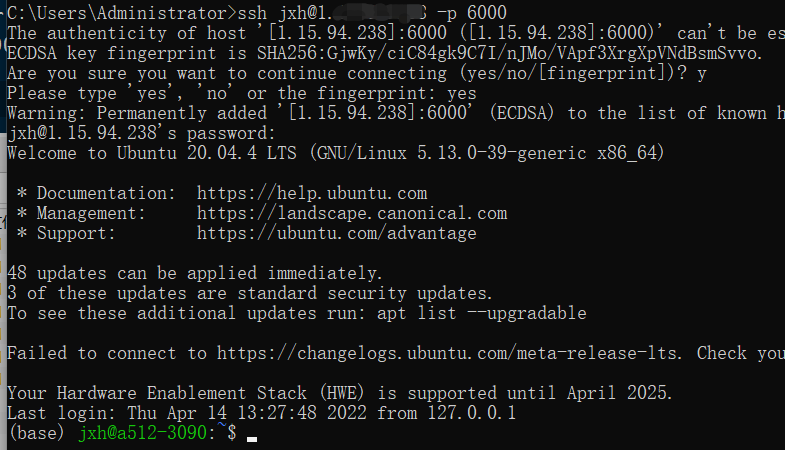 C:\Users\Administrator>ssh jxh@1. -p 6000
The authenticity of host '[1.15.94.238]:6000 ([1.15.94.238]:6000)' can't be es
ECDSA key fingerprint is SHA256:GjwKy/ciC84gk9C7I/nJMo/VApf3XrgXpVNdBsmSvvo.
Are you sure you want to continue connecting (yes/no/[fingerprint])? y
Please type 'yes', 'no' or the fingerprint: yes
Warning: Permanently added '[1.15.94.238]:6000' (ECDSA) to the list of known h
jxh@1.15.94.238's password:
Welcome to Ubuntu 20.04.4 LTS (GNU/Linux 5.13.0-39-generic x86_64)
* Documentation:  https://help.ubuntu.com
* Management:     https://landscape.canonical.com
* Support:        https://ubuntu.com/advantage
48 updates can be applied immediately.
3 of these updates are standard security updates.
To see these additional updates run: apt list --upgradable
Failed to connect to https://changelogs.ubuntu.com/meta-release-lts. Check you
Your Hardware Enablement Stack (HWE) is supported until April 2025.
Last login: Thu Apr 14 13:27:48 2022 from 127.0.0.1
(base) jxh@a512-3090:~$